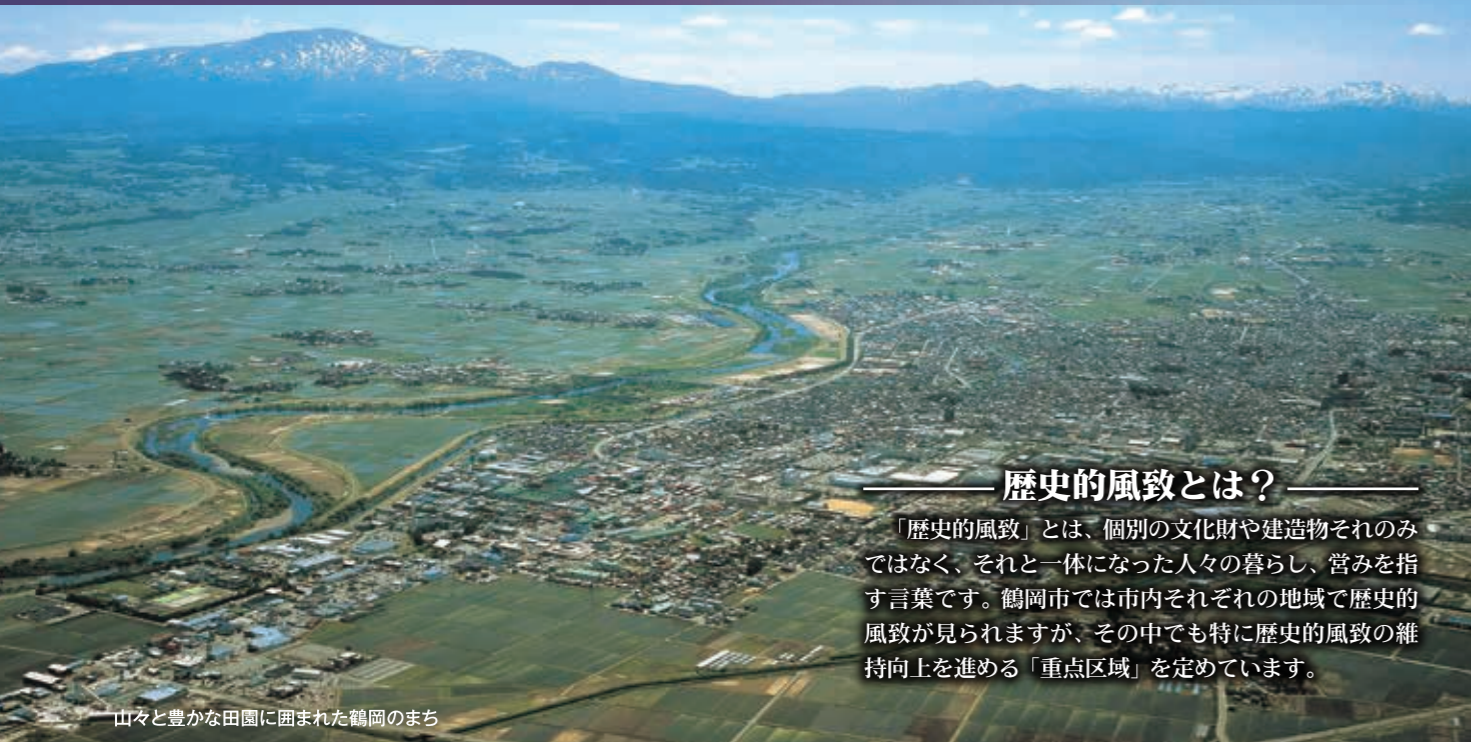 歴史的風致とは？
「歴史的風致」とは、個別の文化財や建造物それのみ
ではなく、それと一体になった人々の暮らし、営みを指
す言葉です。鶴岡市では市内それぞれの地域で歴史的
風致が見られますが、その中でも特に歴史的風致の維
持向上を進める「重点区域」を定めています。
山々と豊かな田園に囲まれた鶴岡のまち